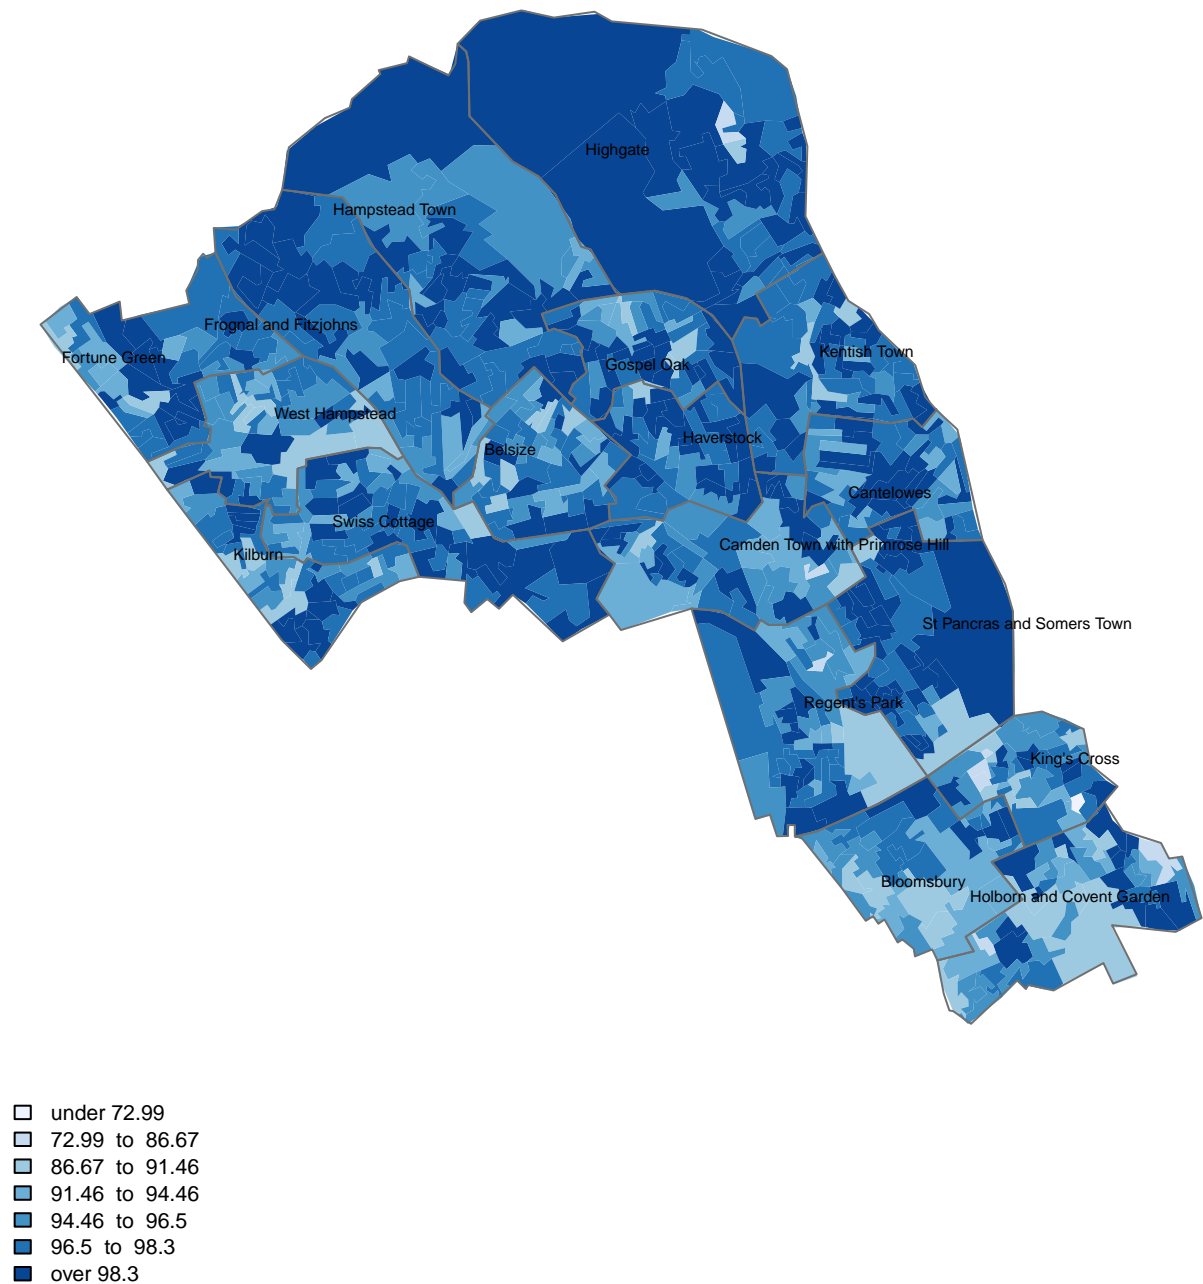 Highgate
Hampstead Town
Frognal and Fitzjohns
Fortune Green
Kentish Town
Gospel Oak
West Hampstead
Haverstock
Belsize
Cantelowes
Swiss Cottage
Camden Town with Primrose Hill
Kilburn
St Pancras and Somers Town
Regent's Park
King's Cross
Bloomsbury
Holborn and Covent Garden
under 72.99
72.99 to 86.67
86.67 to 91.46
91.46 to 94.46
94.46 to 96.5
96.5 to 98.3
over 98.3